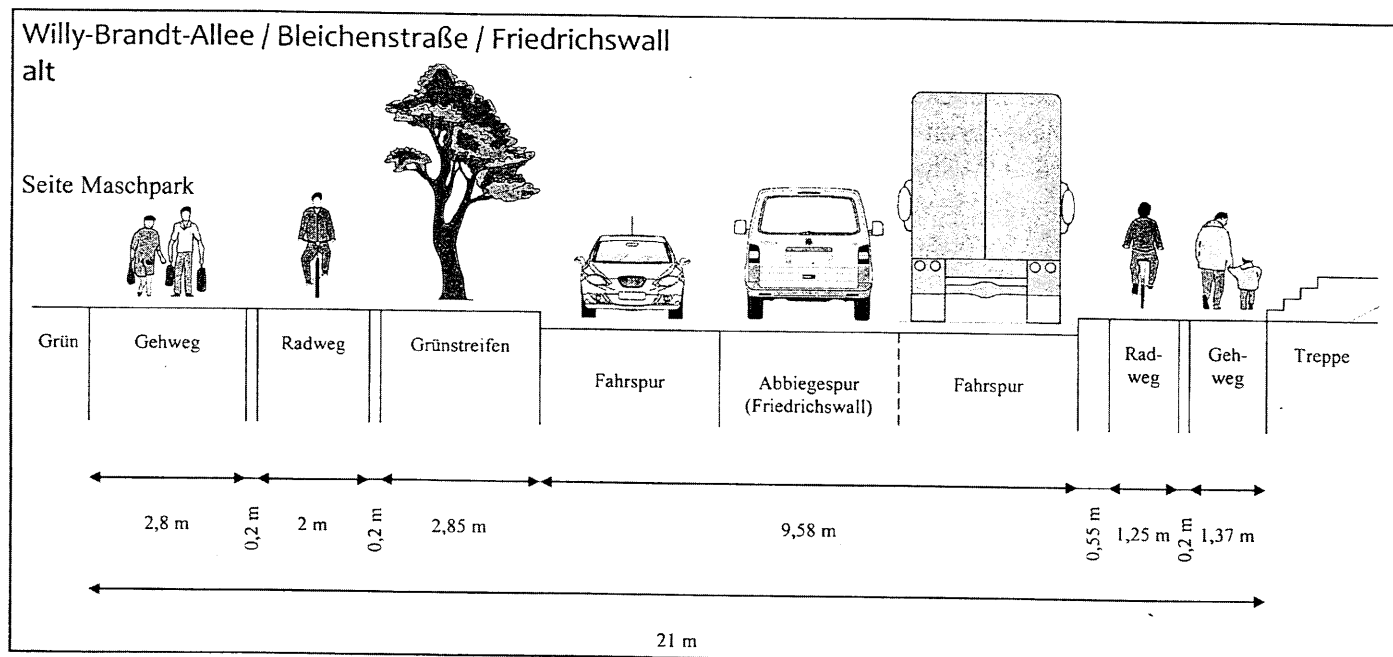 Willy-Brandt-Allee / Bleichenstraße / Friedrichswall
alt
Seite Maschpark
Grün
Gehweg
Radweg
Grünstreifen
Fahrspur
Abbiegespur
(Friedrichswall)
Fahrspur
Rad-
weg
Geh-
weg
Treppe
2,8 m
0,2 m
2 m
0,2 m
2,85 m
9,58 m
0,55 m
1,25 m
0,2 m
1,37 m
21 m